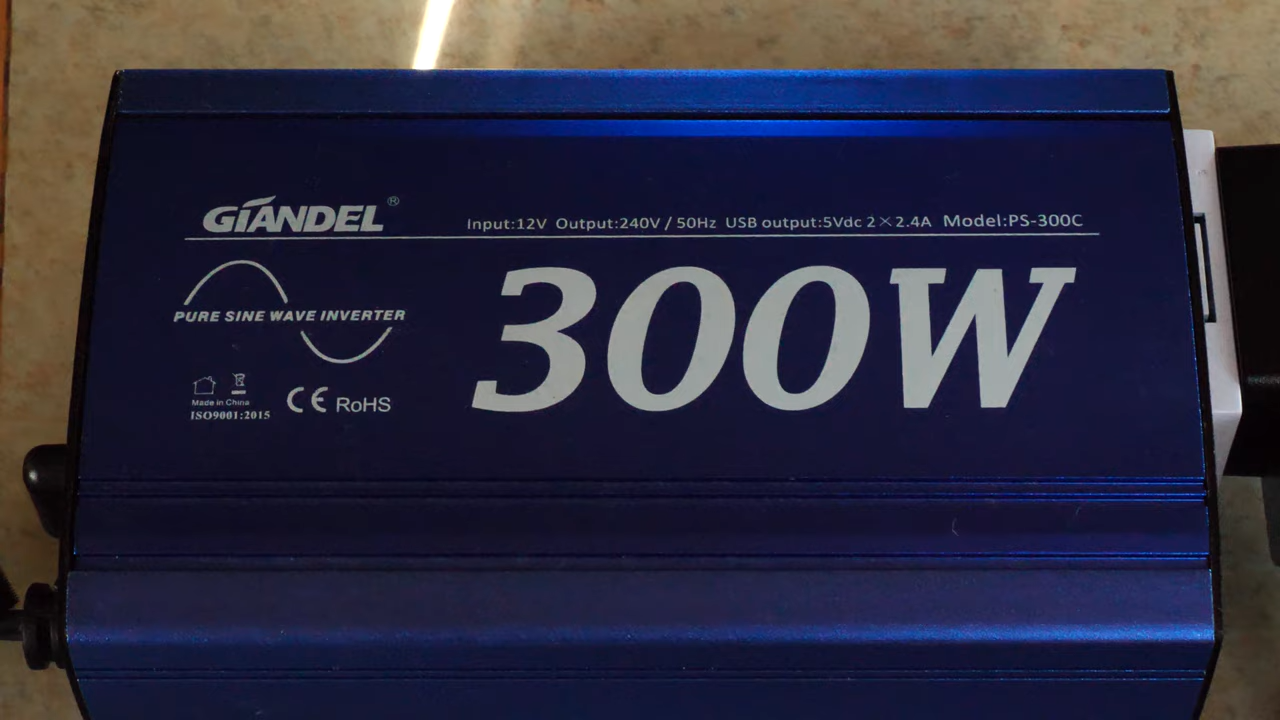 GIANDEL®
Input:12V Output:240V / 50Hz USB output:5Vdc 2×2.4A Model:PS-300C
300W
PURE SINE WAVE INVERTER
Made in China
ISO9001:2015
CE RoHS